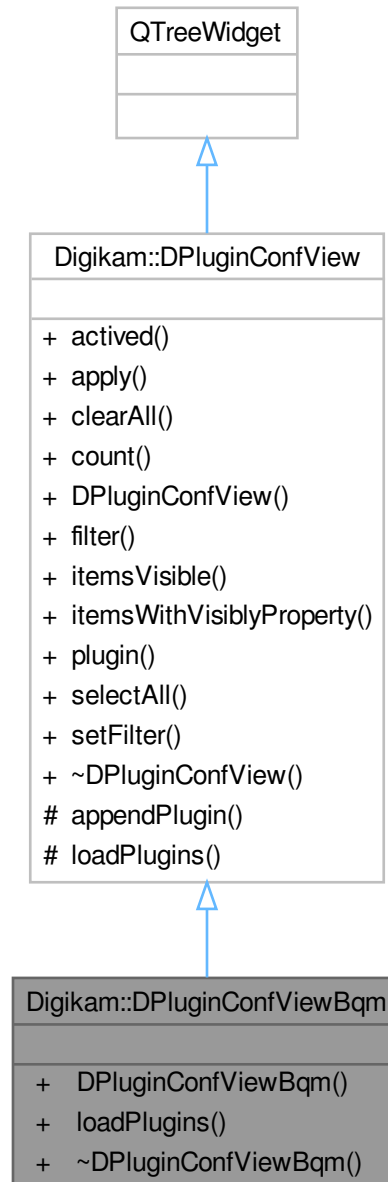 QTreeWidget
Digikam::DPluginConfView
+ actived()
+ apply()
+ clearAll()
+ count()
+ DPluginConfView()
+ filter()
+ itemsVisible()
+ itemsWithVisiblyProperty()
+ plugin()
+ selectAll()
+ setFilter()
+ ~DPluginConfView()
# appendPlugin()
# loadPlugins()
Digikam::DPluginConfViewBqm
+ DPluginConfViewBqm()
+ loadPlugins()
+ ~DPluginConfViewBqm()